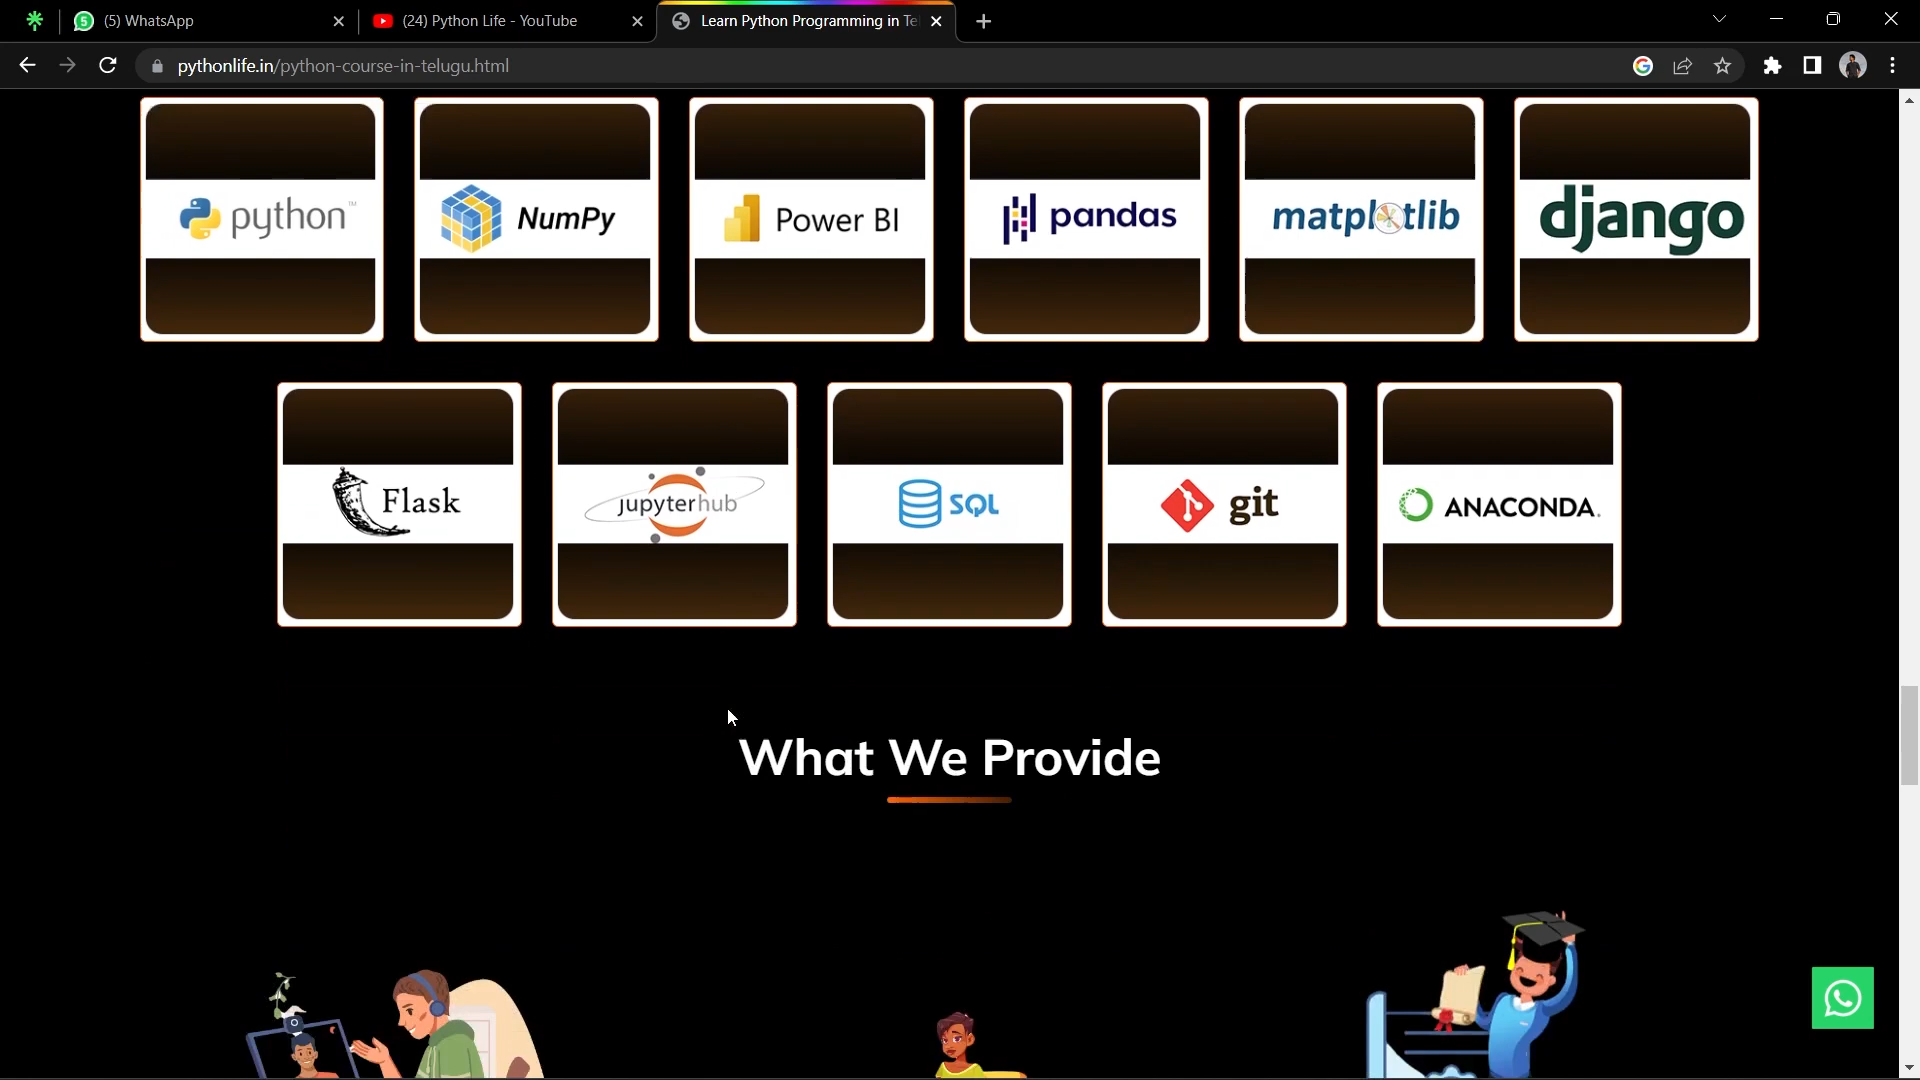 (5) WhatsApp
(24) Python Life - YouTube
Learn Python Programming in Te
pythonlife.in/python-course-in-telugu.html
python™
NumPy
Power BI
pandas
matplotlib
django
Flask
jupyterhub
SQL
git
ANACONDA.
What We Provide